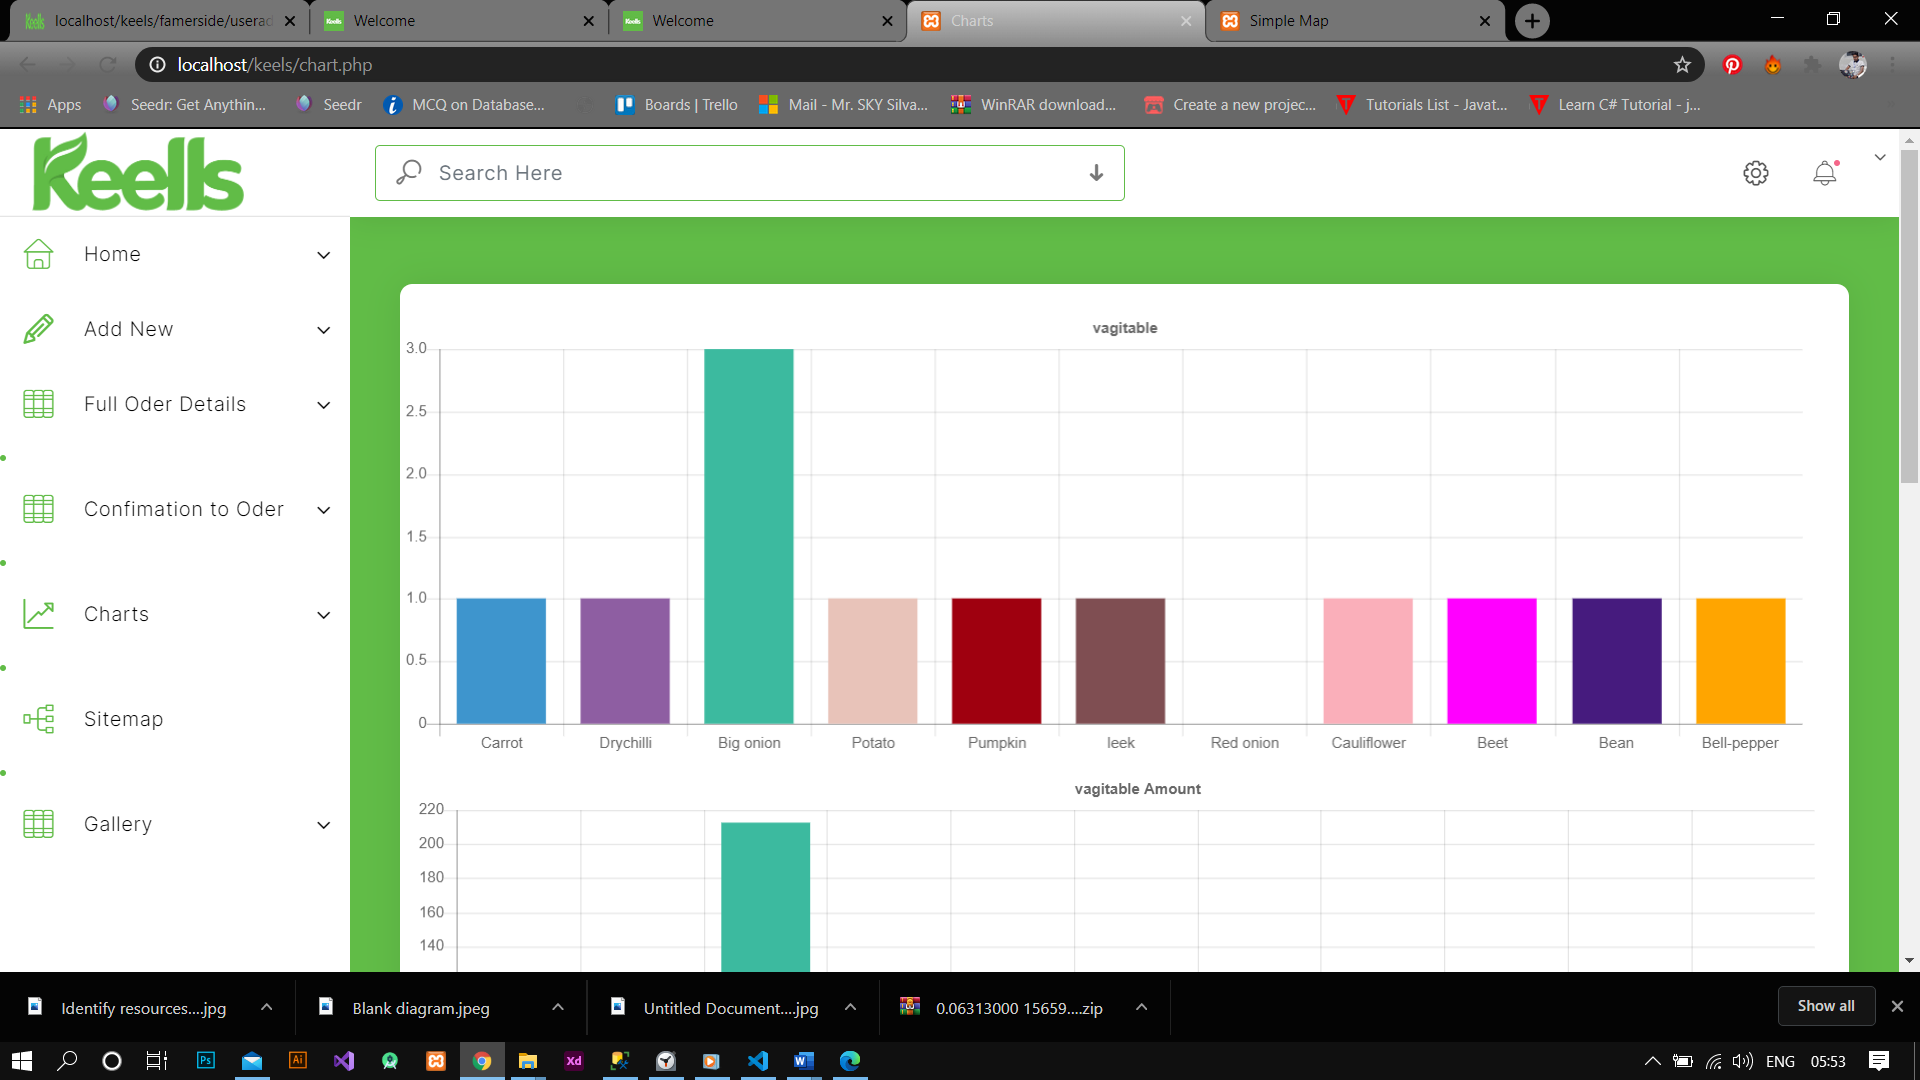 localhost/keels/famerside/userad
Welcome
Welcome
Charts
Simple Map
localhost/keels/chart.php
Apps
Seedr: Get Anythin...
Seedr
MCQ on Database...
Boards | Trello
Mail - Mr. SKY Silva...
WinRAR download...
Create a new projec...
Tutorials List - Javat...
Learn C# Tutorial - j...
Keells
Search Here
Home
Add New
Full Oder Details
Confimation to Oder
Charts
Sitemap
Gallery
vagitable
3.0
2.5
2.0
1.5
1.0
0.5
0
Carrot Drychilli Big onion Potato Pumpkin leek Red onion Cauliflower Beet Bean Bell-pepper
vagitable Amount
220
200
180
160
140
Identify resources....jpg
Blank diagram.jpeg
Untitled Document....jpg
0.06313000 15659....zip
Show all
Ps
Ai
Xd
ENG
05:53